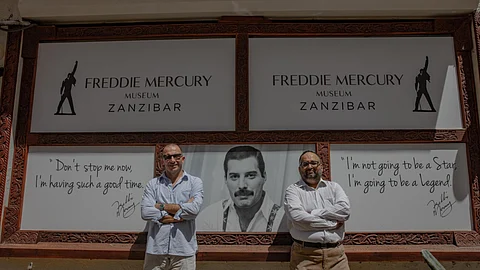 FREDDIE MERCURY
MUSEUM
ZANZIBAR
FREDDIE MERCURY
MUSEUM
ZANZIBAR
"Don't stop me now,
I'm having such a good time.
"I'm not going to be a Star,
I'm going to be a Legend.